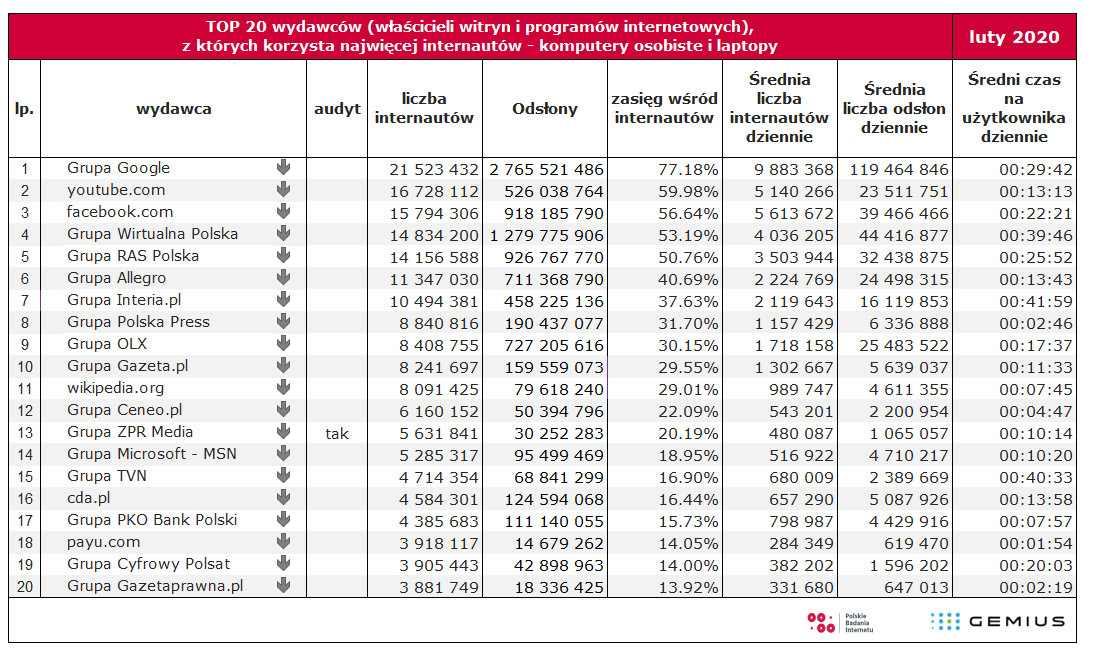 TOP 20 wydawców (właścicieli witryn i programów internetowych),
z których korzysta najwięcej internautów - komputery osobiste i laptopy
luty 2020
lp. wydawca audyt liczba internautów Odsłony zasięg wśród internautów Średnia liczba internautów dziennie Średnia liczba odsłon dziennie Średni czas na użytkownika dziennie
1 Grupa Google 21 523 432 2 765 521 486 77.18% 9 883 368 119 464 846 00:29:42
2 youtube.com 16 728 112 526 038 764 59.98% 5 140 266 23 511 751 00:13:13
3 facebook.com 15 794 306 918 185 790 56.64% 5 613 672 39 466 466 00:22:21
4 Grupa Wirtualna Polska 14 834 200 1 279 775 906 53.19% 4 036 205 44 416 877 00:39:46
5 Grupa RAS Polska 14 156 588 926 767 770 50.76% 3 503 944 32 438 875 00:25:52
6 Grupa Allegro 11 347 030 711 368 790 40.69% 2 224 769 24 498 315 00:13:43
7 Grupa Interia.pl 10 494 381 458 225 136 37.63% 2 119 643 16 119 853 00:41:59
8 Grupa Polska Press 8 840 816 190 437 077 31.70% 1 157 429 6 336 888 00:02:46
9 Grupa OLX 8 408 755 727 205 616 30.15% 1 718 158 25 483 522 00:17:37
10 Grupa Gazeta.pl 8 241 697 159 559 073 29.55% 1 302 667 5 639 037 00:11:33
11 wikipedia.org 8 091 425 79 618 240 29.01% 989 747 4 611 355 00:07:45
12 Grupa Ceneo.pl 6 160 152 50 394 796 22.09% 543 201 2 200 954 00:04:47
13 Grupa ZPR Media tak 5 631 841 30 252 283 20.19% 480 087 1 065 057 00:10:14
14 Grupa Microsoft - MSN 5 285 317 95 499 469 18.95% 516 922 4 710 217 00:10:20
15 Grupa TVN 4 714 354 68 841 299 16.90% 680 009 2 389 669 00:40:33
16 cda.pl 4 584 301 124 594 068 16.44% 657 290 5 087 926 00:13:58
17 Grupa PKO Bank Polski 4 385 683 111 140 055 15.73% 798 987 4 429 916 00:07:57
18 payu.com 3 918 117 14 679 262 14.05% 284 349 619 470 00:01:54
19 Grupa Cyfrowy Polsat 3 905 443 42 898 963 14.00% 382 202 1 596 202 00:20:03
20 Grupa Gazetaprawna.pl 3 881 749 18 336 425 13.92% 331 680 647 013 00:02:19
Polskie
Badania
Internetu
GEMIUS